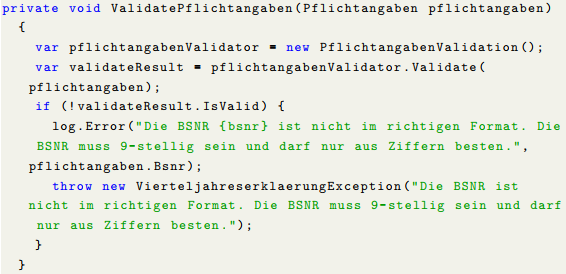 private void ValidatePflichtangaben(Pflichtangaben pflichtangaben)
{
var pflichtangabenValidator = new PflichtangabenValidation();
var validateResult = pflichtangabenValidator.Validate(
pflichtangaben);
if (!validateResult.IsValid) {
log.Error("Die BSNR {bsnr} ist nicht im richtigen Format. Die
BSNR muss 9-stellig sein und darf nur aus Ziffern besten.",
pflichtangaben.Bsnr);
throw new VierteljahreserklaerungException("Die BSNR ist
nicht im richtigen Format. Die BSNR muss 9-stellig sein und darf
nur aus Ziffern besten.");
}
}